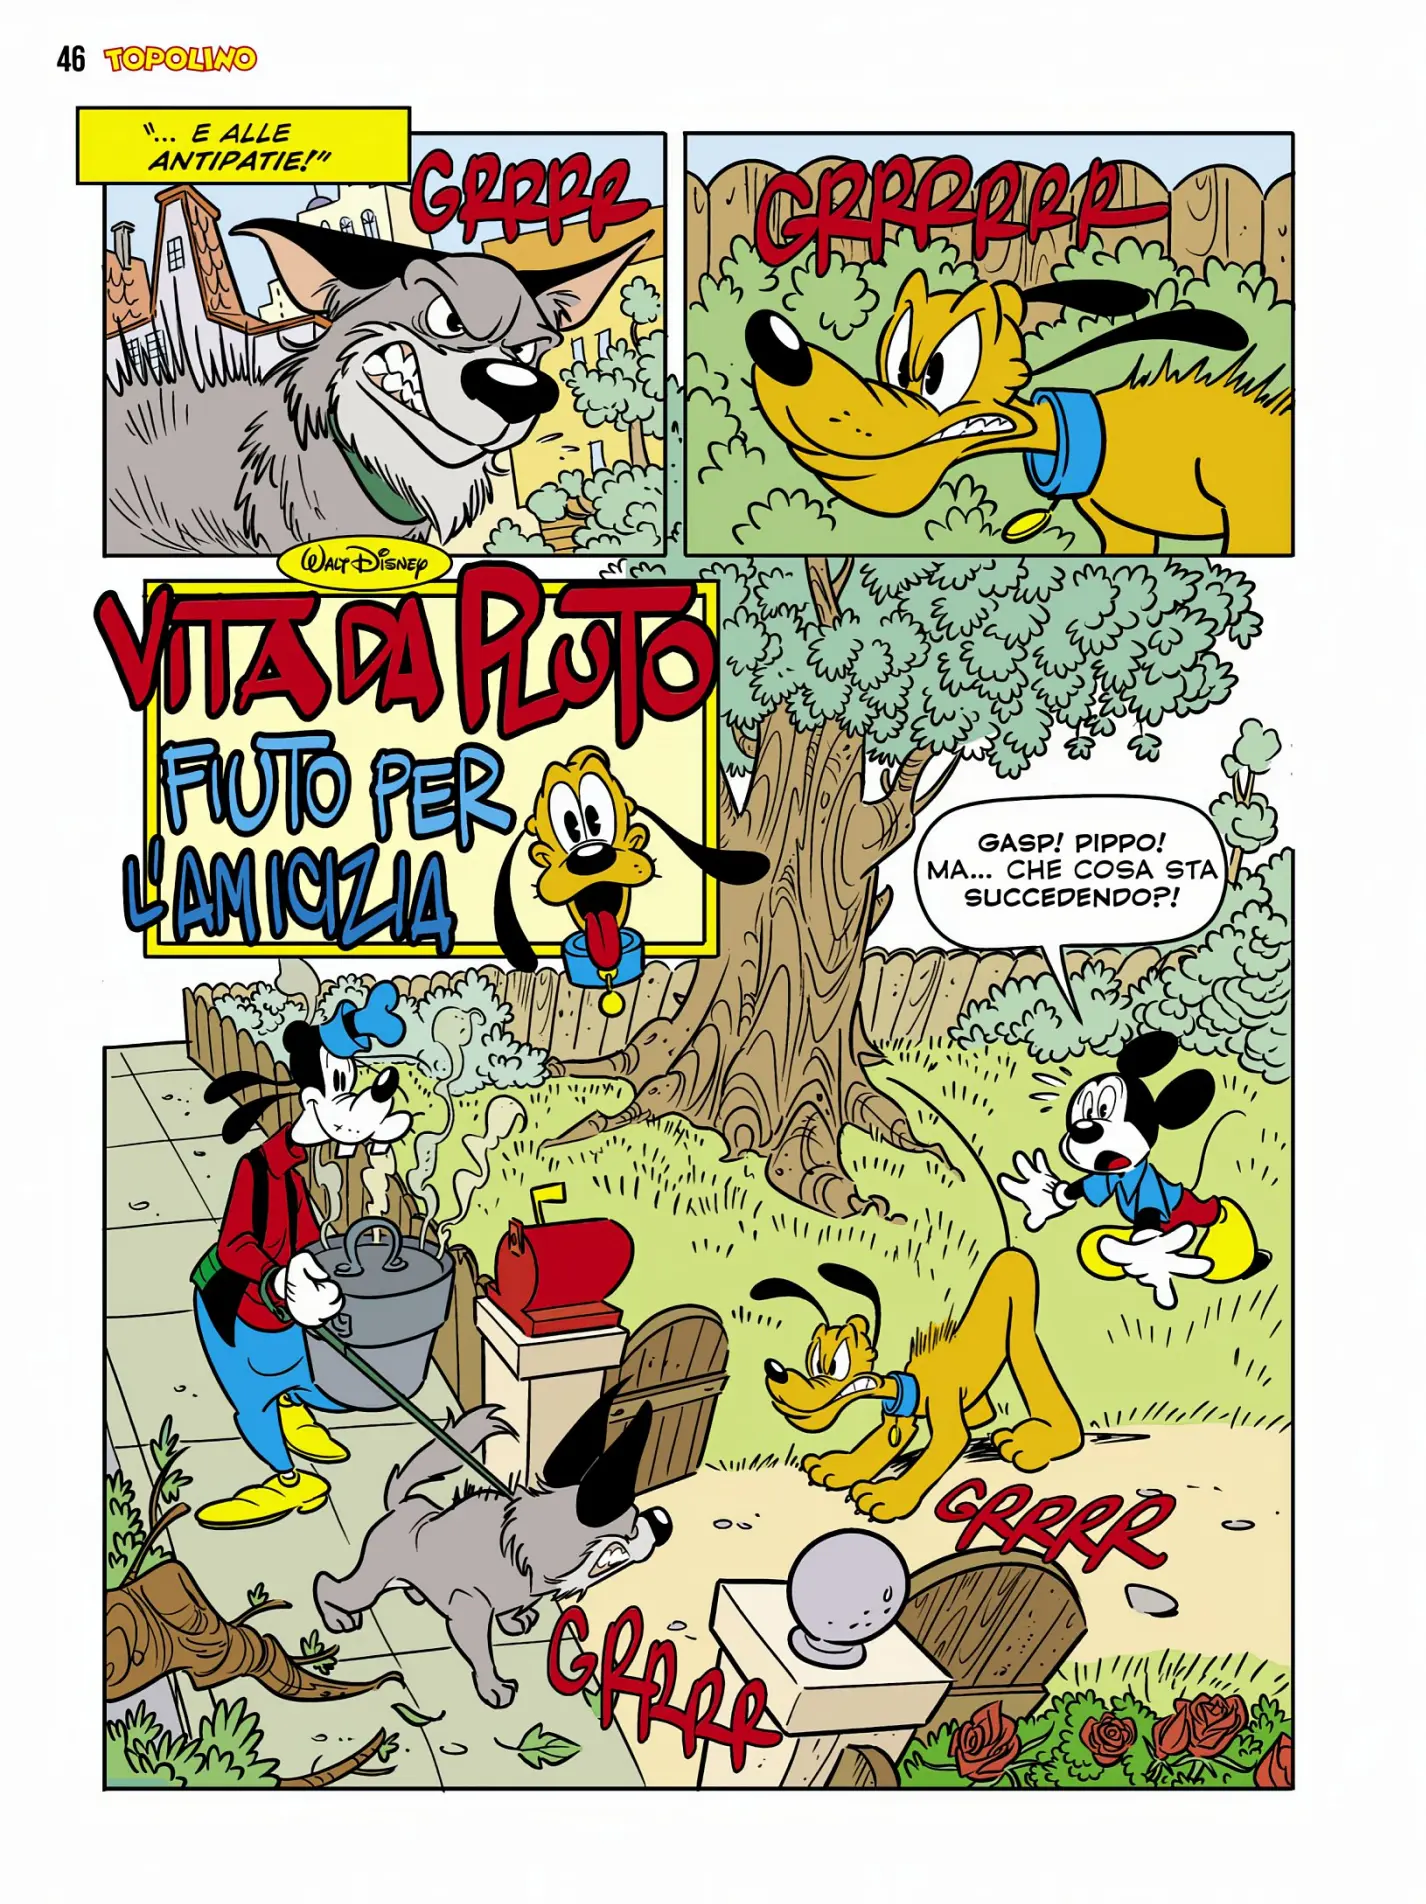 46 TOPOLINO
"... E ALLE
ANTIPATIE!"
GRRRR
GRRRRRRR
WALT DISNEY
VITA DA PLUTO
FIUTO PER
L'AMICIZIA
GASP! PIPPO!
MA... CHE COSA STA
SUCCEDENDO?!
GRRRR
GRRRRR